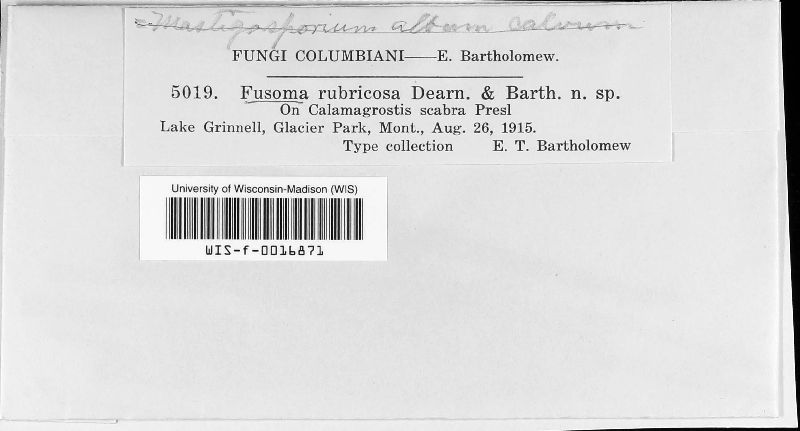 = Mastigosporium album calvum
FUNGI COLUMBIANI—E. Bartholomew.
5019. Fusoma rubricosa Dearn. & Barth. n. sp.
On Calamagrostis scabra Presl
Lake Grinnell, Glacier Park, Mont., Aug. 26, 1915.
Type collection E. T. Bartholomew
University of Wisconsin-Madison (WIS)
WIS-f-0016871